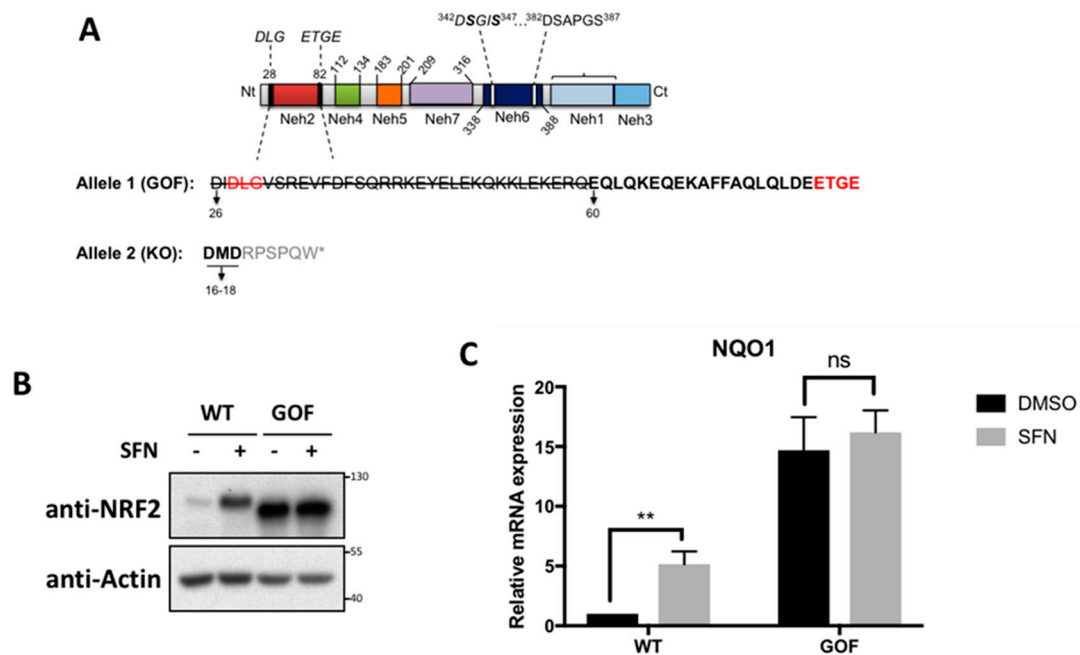 A
342DSGIS347...382DSAPGS387
DLG ETGE
28 82 112 134 183 201 209 316
Nt Ct
Neh2 Neh4 Neh5 Neh7 338 Neh6 388 Neh1 Neh3
Allele 1 (GOF): DIDLGVSREVFDFSQRRKEYELEKQKKLEKERQEQLQKEQEKAFFAQLQLDEETGE
26 60
Allele 2 (KO): DMDRPSPQW*
16-18
B
WT GOF
SFN - + - +
anti-NRF2
130
anti-Actin
55
40
C
NQO1
ns
**
Relative mRNA expression
20
15
10
5
0
WT GOF
DMSO
SFN